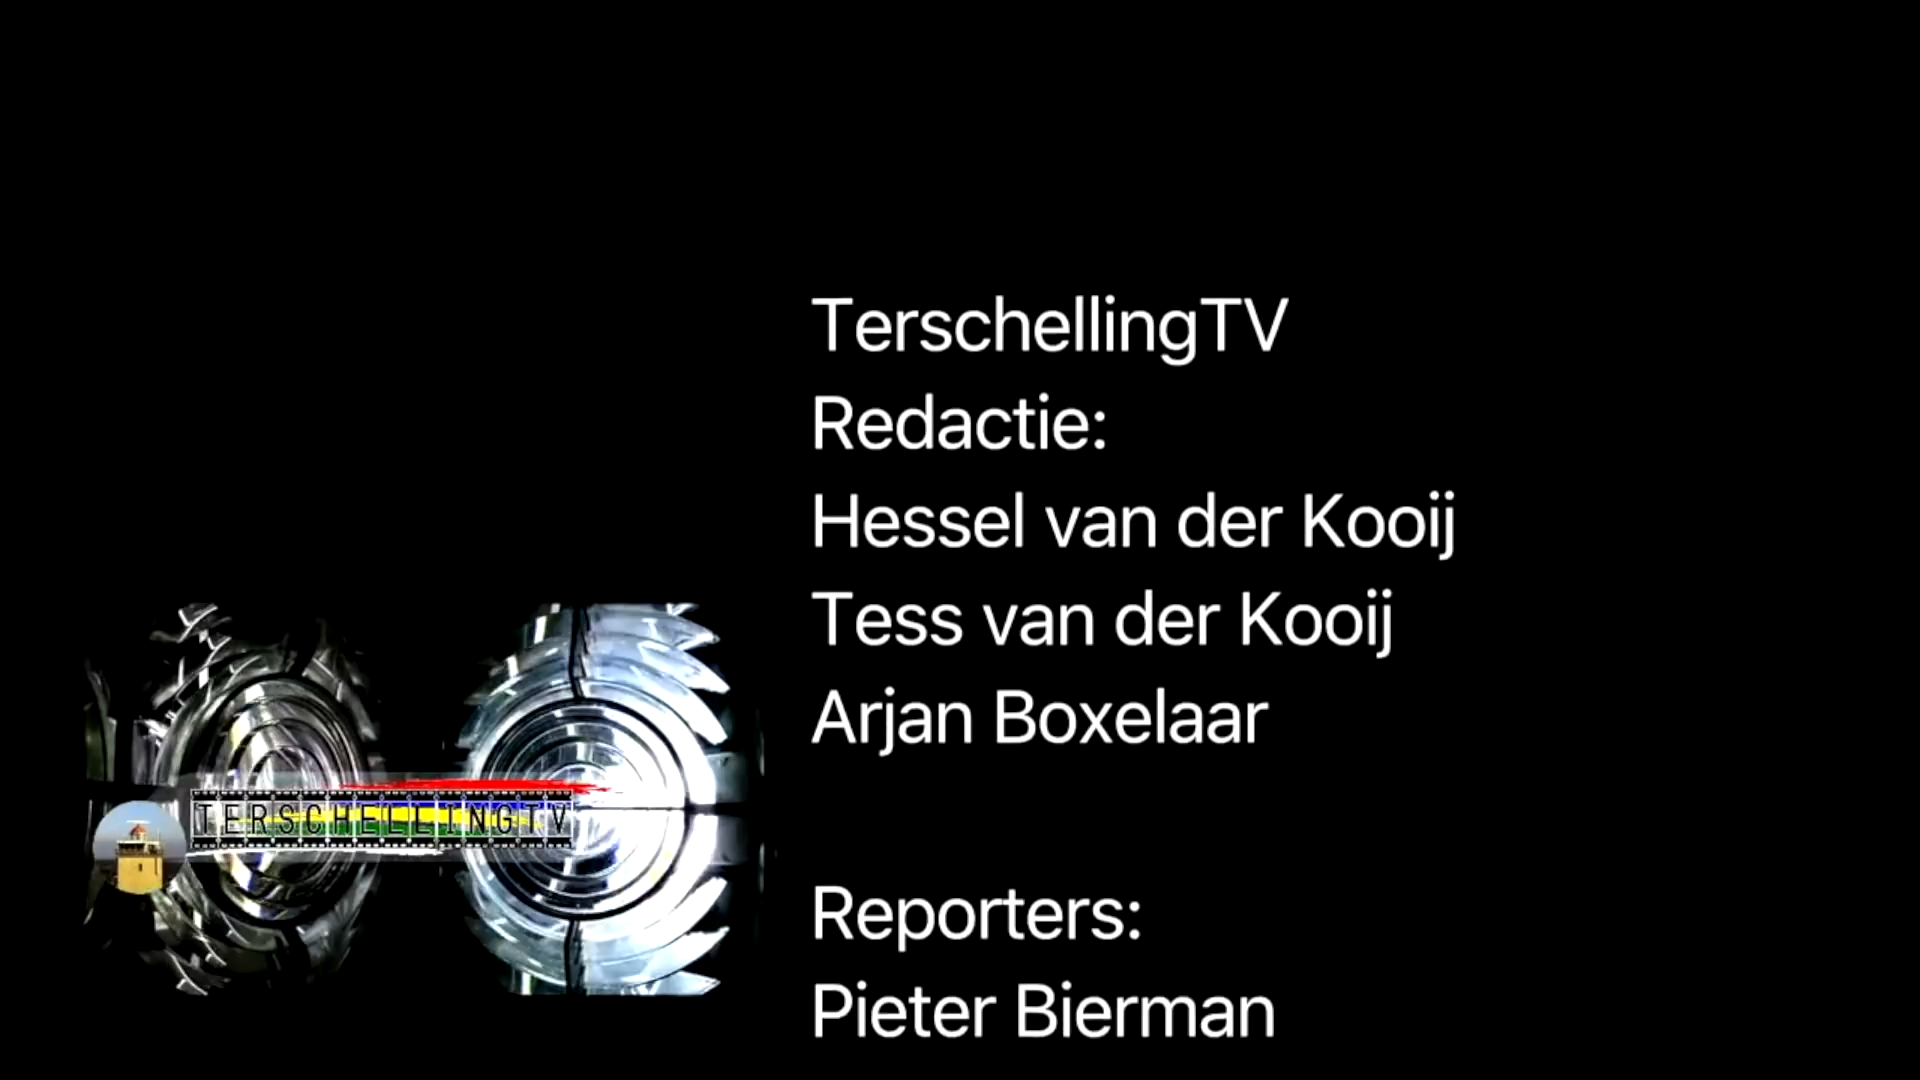 TerschellingTV
Redactie:
Hessel van der Kooij
Tess van der Kooij
Arjan Boxelaar
Reporters:
Pieter Bierman
TERSCHELLINGTV